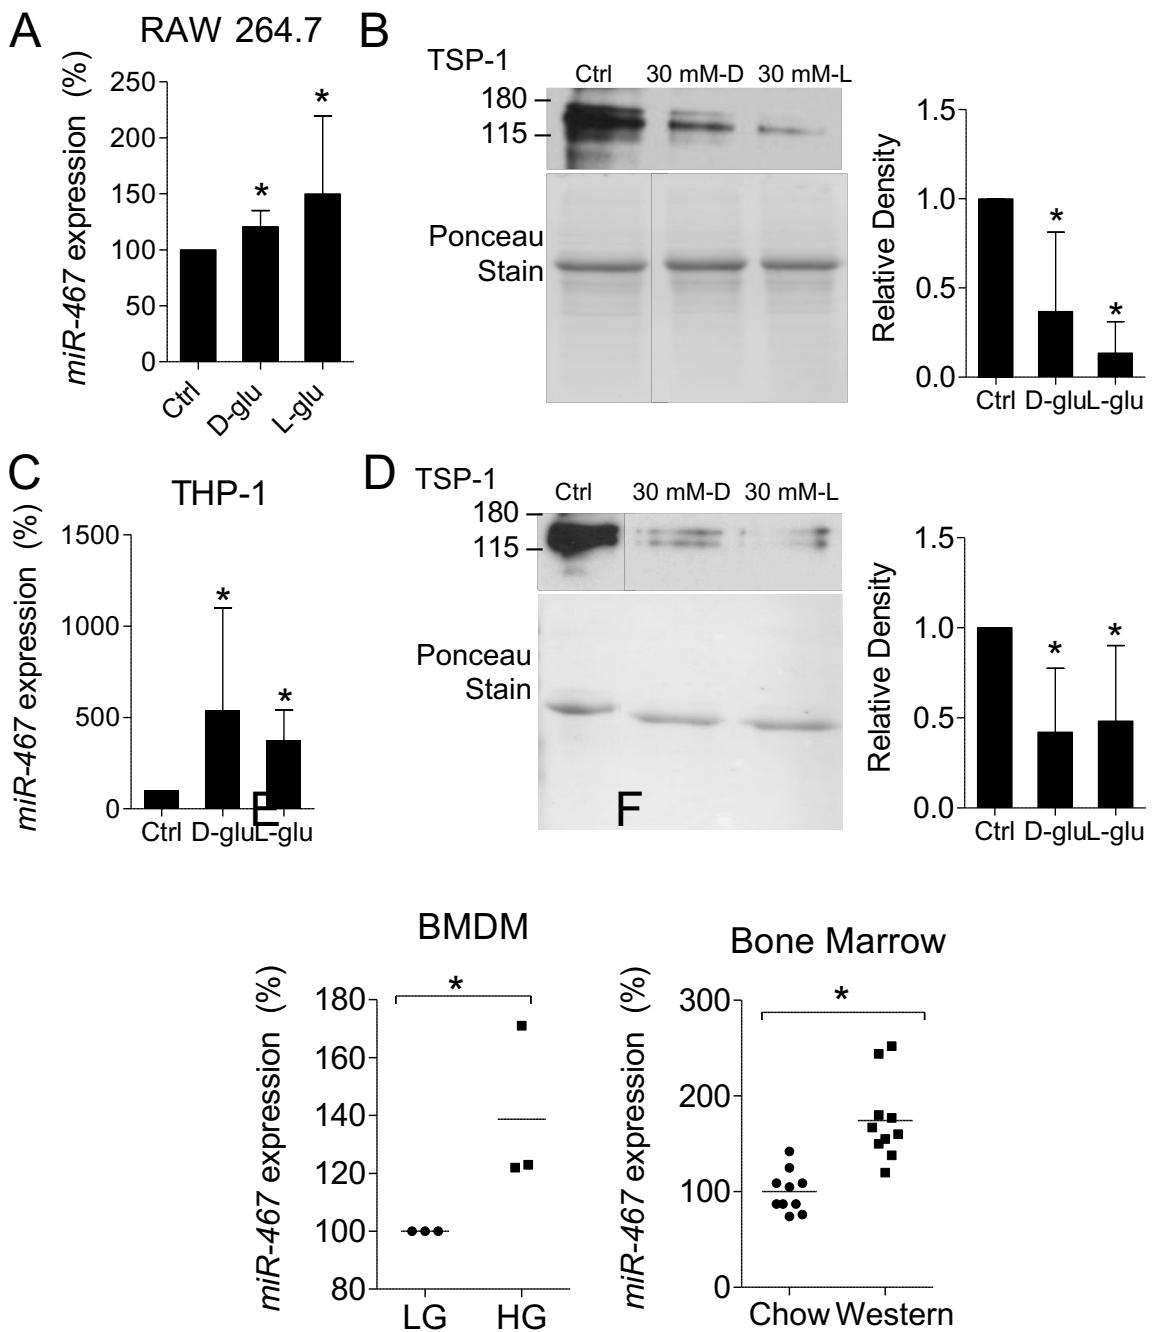 A
RAW 264.7
miR-467 expression (%)
250
200
150
100
50
0
*
*
Ctrl
D-glu
L-glu
B
TSP-1
Ctrl 30 mM-D 30 mM-L
180
115
Ponceau
Stain
Relative Density
1.5
1.0
0.5
0.0
*
*
Ctrl D-glu L-glu
C
THP-1
miR-467 expression (%)
1500
1000
500
0
*
*
Ctrl D-glu L-glu
D
TSP-1
Ctrl 30 mM-D 30 mM-L
180
115
Ponceau
Stain
Relative Density
1.5
1.0
0.5
0.0
*
*
Ctrl D-glu L-glu
E
BMDM
miR-467 expression (%)
180
160
140
120
100
80
*
LG HG
F
Bone Marrow
miR-467 expression (%)
300
200
100
0
*
Chow Western